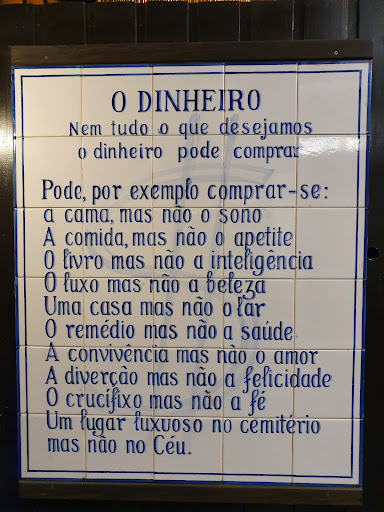 O DINHEIRO
Nem tudo o que desejamos
o dinheiro pode comprar
Pode, por exemplo comprar-se:
a cama, mas não o sono
A comida, mas não o apetite
O livro mas não a inteligência
O luxo mas não a beleza
Uma casa mas não o lar
O remédio mas não a saúde
A convivência mas não o amor
A diverção mas não a felicidade
O crucífixo mas não a fé
Um lugar luxuoso no cemitério
mas não no Céu.